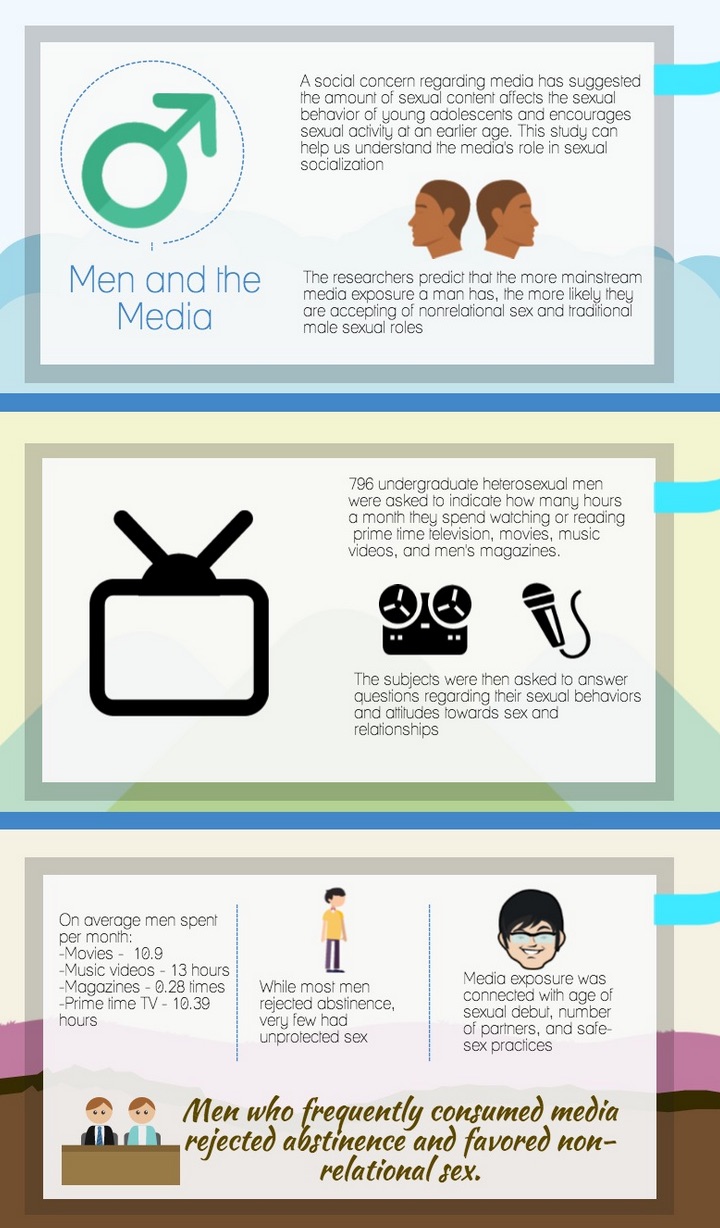 A social concern regarding media has suggested
the amount of sexual content affects the sexual
behavior of young adolescents and encourages
sexual activity at an earlier age. This study can
help us understand the media's role in sexual
socialization
Men and the
Media
The researchers predict that the more mainstream
media exposure a man has, the more likely they
are accepting of nonrelational sex and traditional
male sexual roles
796 undergraduate heterosexual men
were asked to indicate how many hours
a month they spend watching or reading
prime time television, movies, music
videos, and men's magazines.
The subjects were then asked to answer
questions regarding their sexual behaviors
and attitudes towards sex and
relationships
On average men spent
per month:
-Movies - 10.9
-Music videos - 13 hours
-Magazines - 0.28 times
-Prime time TV - 10.39
hours
While most men
rejected abstinence,
very few had
unprotected sex
Media exposure was
connected with age of
sexual debut, number
of partners, and safe-
sex practices
Men who frequently consumed media
rejected abstinence and favored non-
relational sex.